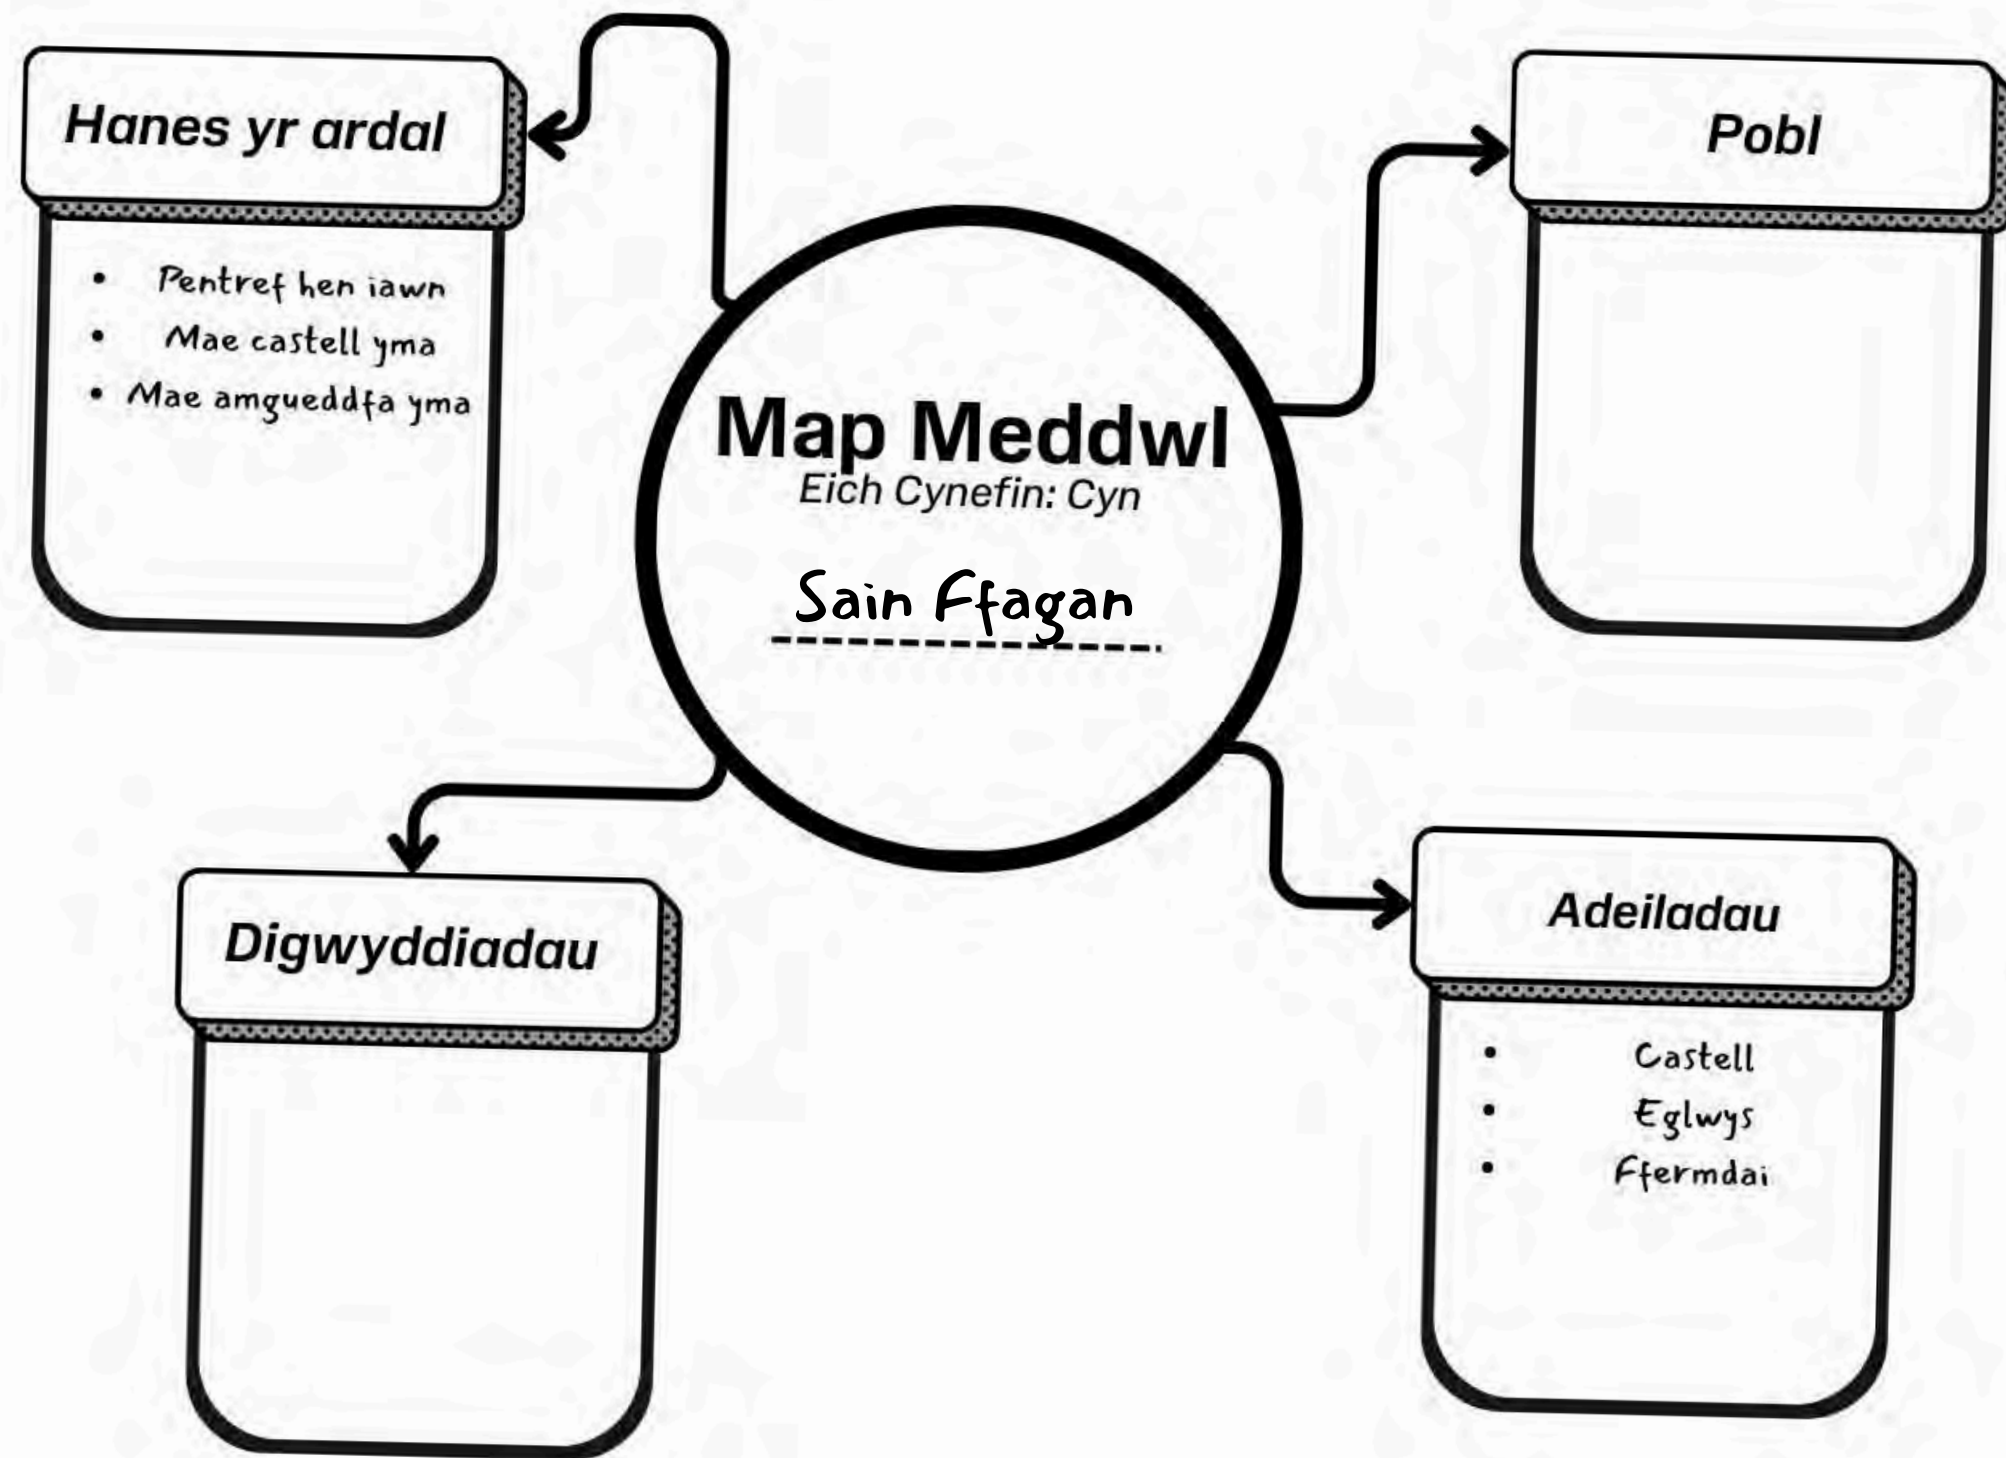 Hanes yr ardal
• Pentref hen iawn
• Mae castell yma
• Mae amgueddfa yma
Pobl
Map Meddwl
Eich Cynefin: Cyn
Sain Ffagan
Digwyddiadau
Adeiladau
• Castell
• Eglwys
• Ffermdai